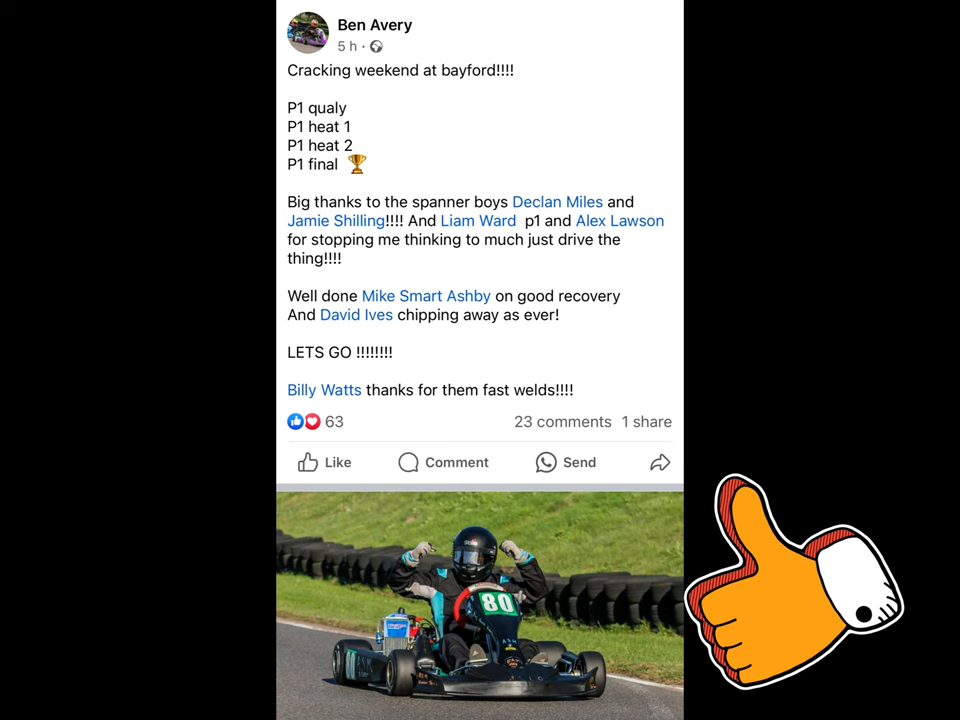 Ben Avery
5 h ·
Cracking weekend at bayford!!!!
P1 qualy
P1 heat 1
P1 heat 2
P1 final 🏆
Big thanks to the spanner boys Declan Miles and
Jamie Shilling!!!! And Liam Ward p1 and Alex Lawson
for stopping me thinking to much just drive the
thing!!!!
Well done Mike Smart Ashby on good recovery
And David Ives chipping away as ever!
LETS GO !!!!!!!!
Billy Watts thanks for them fast welds!!!!
63 23 comments 1 share
Like Comment Send
80